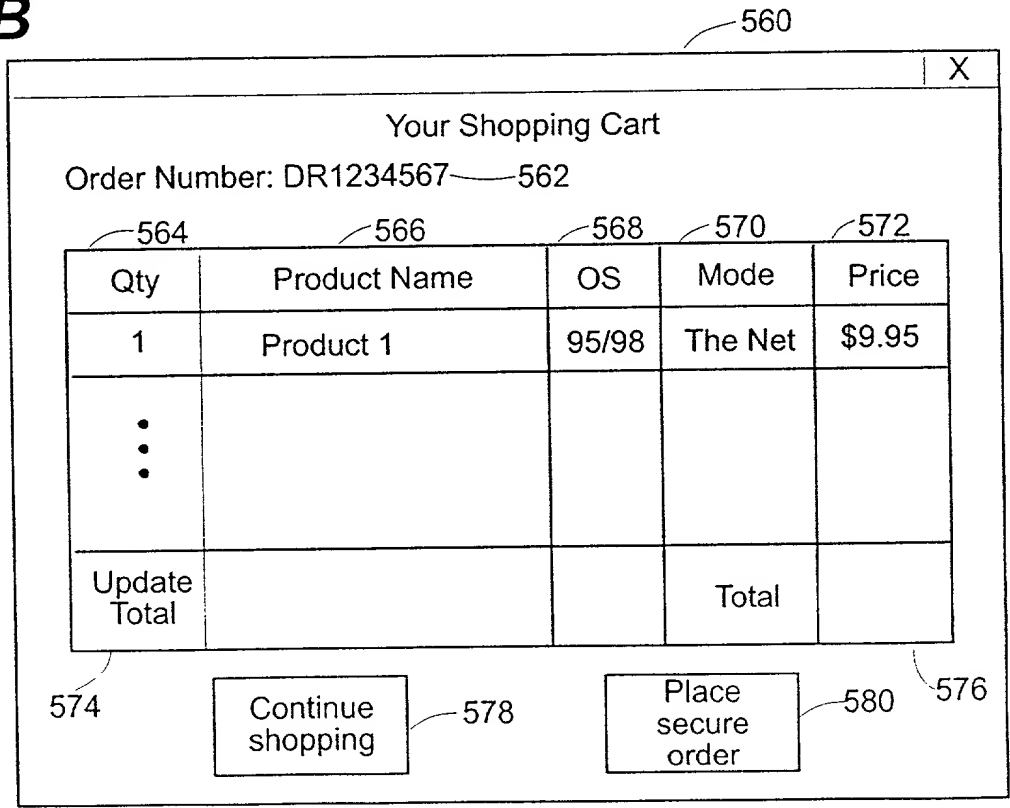 B
560
X
Your Shopping Cart
Order Number: DR1234567 562
564 566 568 570 572
Qty Product Name OS Mode Price
1 Product 1 95/98 The Net $9.95
Update
Total
Total
574
576
Continue
shopping
578
Place
secure
order
580